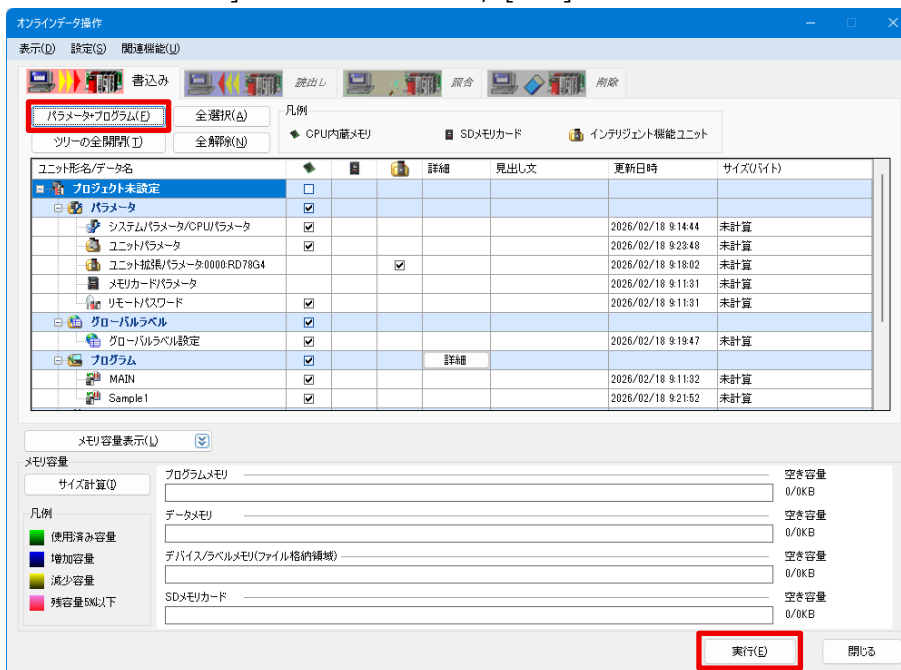 オンラインデータ操作
表示(D) 設定(S) 関連機能(U)
書込み 読出し 照合 削除
パラメータ+プログラム(F) 全選択(A) 凡例
ツリーの全開閉(T) 全解除(N) CPU内蔵メモリ SDメモリカード インテリジェント機能ユニット
ユニット形名/データ名 詳細 見出し文 更新日時 サイズ(バイト)
プロジェクト未設定
パラメータ
システムパラメータ/CPUパラメータ 2026/02/18 9:14:44 未計算
ユニットパラメータ 2026/02/18 9:23:48 未計算
ユニット拡張パラメータ:0000:RD78G4 2026/02/18 9:18:02 未計算
メモリカードパラメータ 2026/02/18 9:11:31 未計算
リモートパスワード 2026/02/18 9:11:31 未計算
グローバルラベル
グローバルラベル設定 2026/02/18 9:19:47 未計算
プログラム 詳細
MAIN 2026/02/18 9:11:32 未計算
Sample1 2026/02/18 9:21:52 未計算
メモリ容量表示(L)
メモリ容量
サイズ計算(I)
凡例
使用済み容量
増加容量
減少容量
残容量5%以下
プログラムメモリ 空き容量
0/0KB
データメモリ 空き容量
0/0KB
デバイス/ラベルメモリ(ファイル格納領域) 空き容量
0/0KB
SDメモリカード 空き容量
0/0KB
実行(E) 閉じる